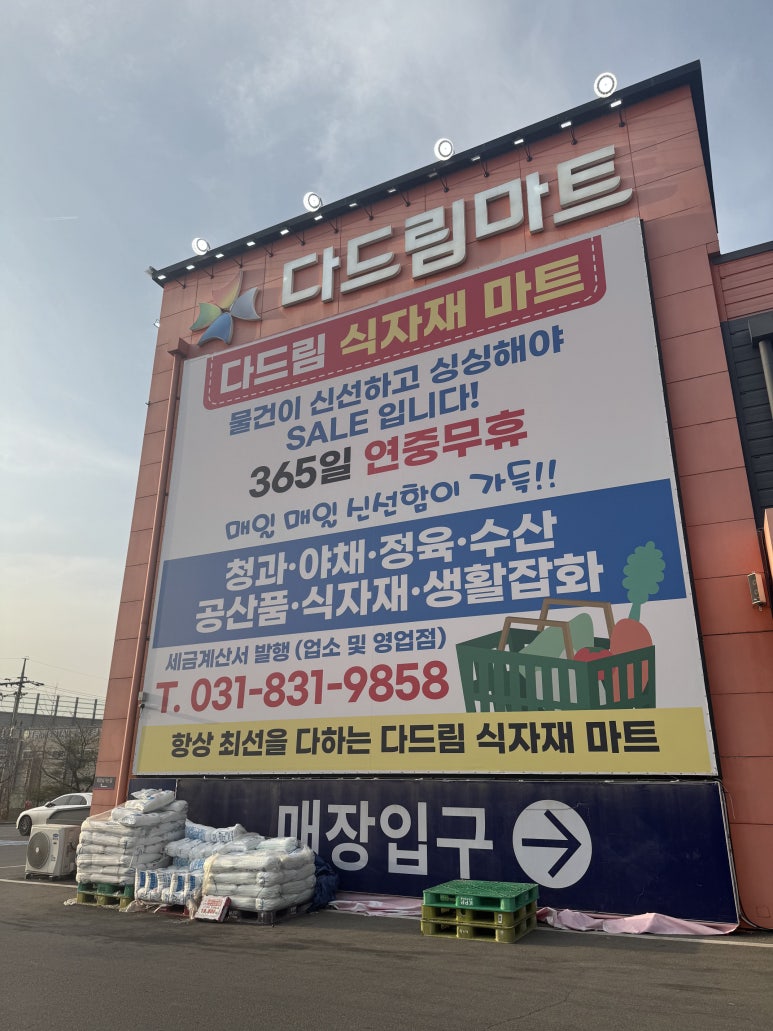 다드림마트
다드림 식자재 마트
물건이 신선하고 싱싱해야
SALE 입니다!
365일 연중무휴
매일 매일 신선함이 가득!!
청과·야채·정육·수산
공산품·식자재·생활잡화
세금계산서 발행 (업소 및 영업점)
T. 031-831-9858
항상 최선을 다하는 다드림 식자재 마트
매장입구